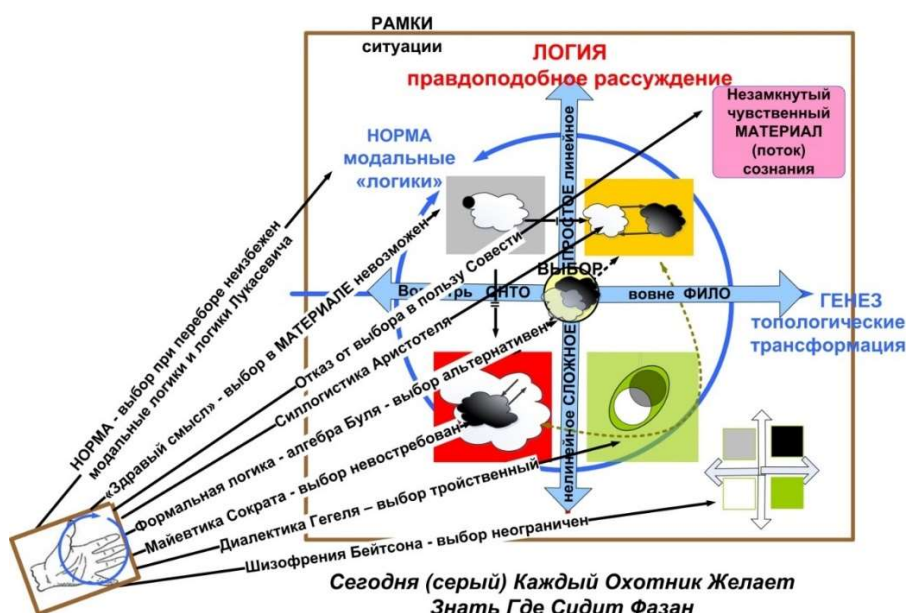 РАМКИ
ситуации
ЛОГИЯ
правдоподобное рассуждение
Незамкнутый
чувственный
МАТЕРИАЛ
(поток)
сознания
НОРМА
модальные
«логики»
ПРОСТОЕ линейное
ВЫБОР
ОНТО
вовне ФИЛО
ГЕНЕЗ
топологические
трансформация
нелинейное СЛОЖНОЕ
НОРМА - выбор при переборе неизбежен
модальные логики и логики Лукасевича
«Здравый смысл» - выбор в МАТЕРИАЛЕ невозможен
Отказ от выбора в пользу Совести
Силлогистика Аристотеля
Формальная логика - алгебра Буля - выбор альтернативен
Майевтика Сократа - выбор невостребован
Диалектика Гегеля – выбор тройственный
Шизофрения Бейтсона - выбор неограничен
Сегодня (серый) Каждый Охотник Желает
Знать Где Сидит Фазан